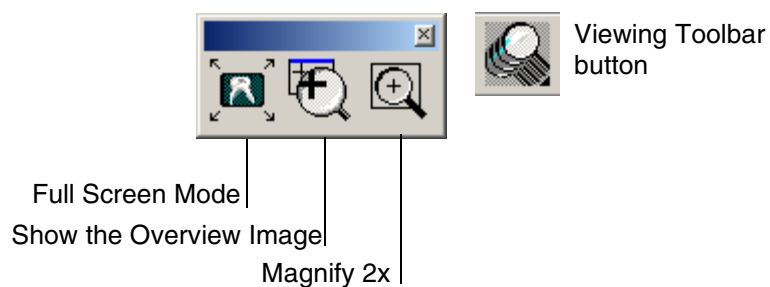 Viewing Toolbar
button
Full Screen Mode
Show the Overview Image
Magnify 2x